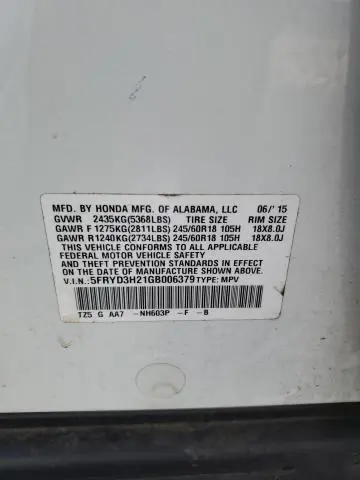 MFD. BY HONDA MFG. OF ALABAMA, LLC 06/'15
GVWR 2435KG(5368LBS) TIRE SIZE RIM SIZE
GAWR F 1275KG(2811LBS) 245/60R18 105H 18X8.0J
GAWR R1240KG(2734LBS) 245/60R18 105H 18X8.0J
THIS VEHICLE CONFORMS TO ALL APPLICABLE
FEDERAL MOTOR VEHICLE SAFETY, BUMPER, AND
THEFT PREVENTION STANDARDS IN EFFECT ON
THE DATE OF MANUFACTURE SHOWN ABOVE.
V.I.N.: 5FRYD3H21GB006379 TYPE: MPV
TZ5 G AA7 -NH603P -F -B